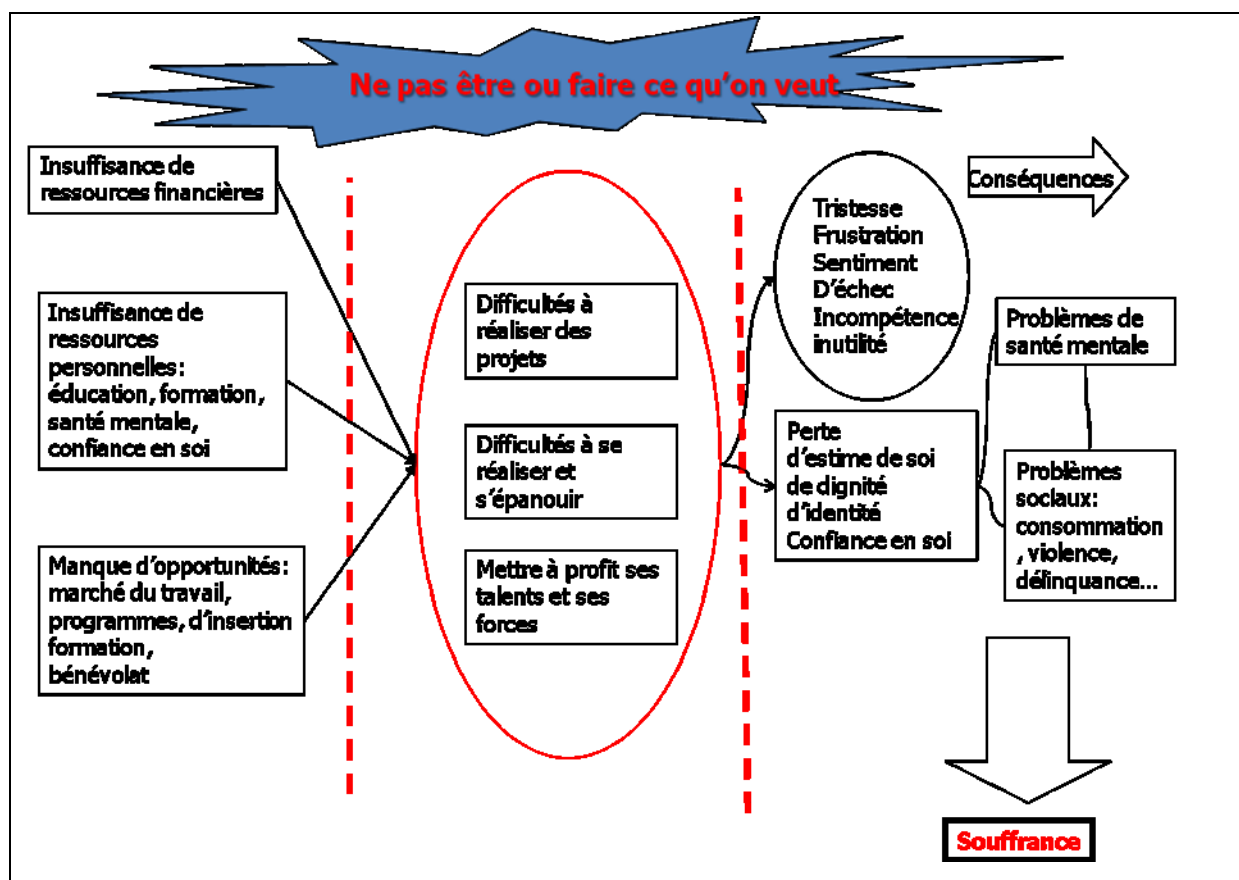 Ne pas être ou faire ce qu'on veut
Insuffisance de
ressources financières
Insuffisance de
ressources
personnelles:
éducation, formation,
santé mentale,
confiance en soi
Manque d'opportunités:
marché du travail,
programmes, d'insertion
formation,
bénévolat
Difficultés à
réaliser des
projets
Difficultés à se
réaliser et
s'épanouir
Mettre à profit ses
talents et ses
forces
Tristesse
Frustration
Sentiment
D'échec
Incompétence
inutilité
Perte
d'estime de soi
de dignité
d'identité
Confiance en soi
Conséquences
Problèmes de
santé mentale
Problèmes
sociaux:
consommation
, violence,
délinquance...
Souffrance